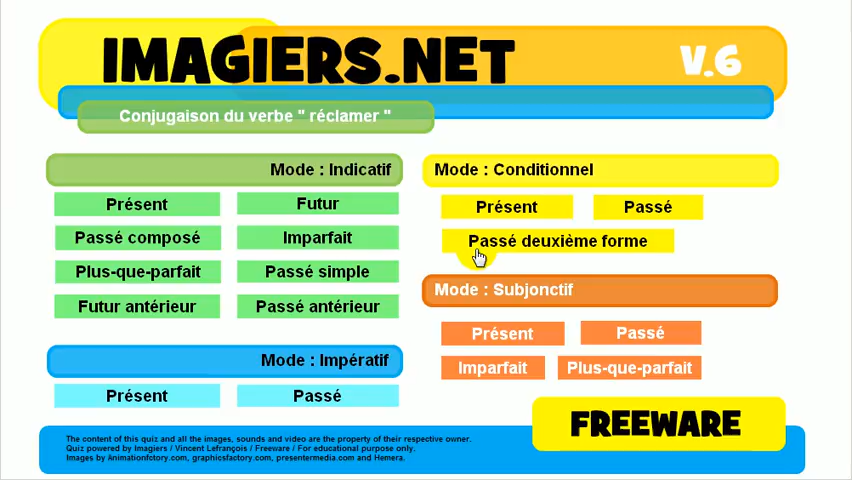 IMAGIERS.NET
V.6
Conjugaison du verbe " réclamer "
Mode : Indicatif
Présent
Futur
Passé composé
Imparfait
Plus-que-parfait
Passé simple
Futur antérieur
Passé antérieur
Mode : Impératif
Présent
Passé
Mode : Conditionnel
Présent
Passé
Passé deuxième forme
Mode : Subjonctif
Présent
Passé
Imparfait
Plus-que-parfait
FREEWARE
The content of this quiz and all the images, sounds and video are the property of their respective owner.
Quiz powered by Imagiers / Vincent Lefrançois / Freeware / For educational purpose only.
Images by Animationfctory.com, graphicsfactory.com, presentermedia.com and Hemera.